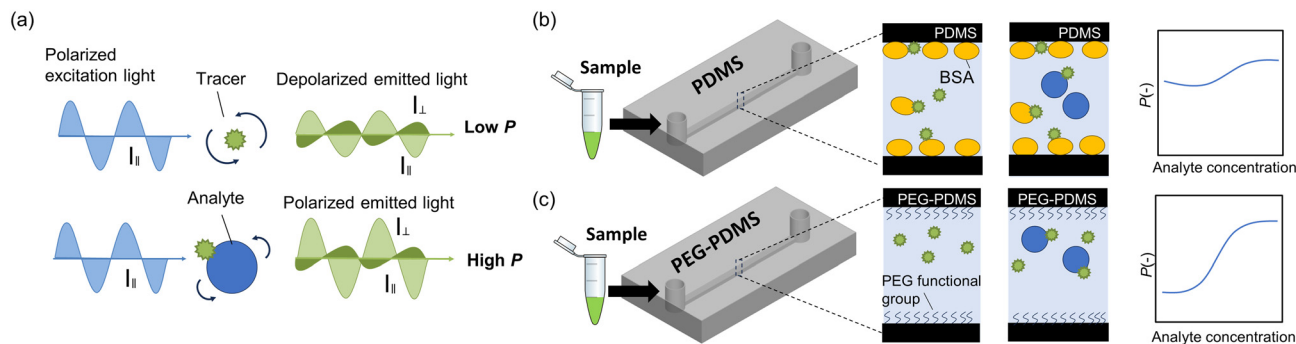 (a)
Polarized
excitation light
Tracer
Depolarized emitted light
I⊥
I∥
I∥
Low P
Analyte
Polarized emitted light
I⊥
I∥
I∥
High P
(b)
Sample
PDMS
PDMS
BSA
PDMS
P(-)
Analyte concentration
(c)
Sample
PEG-PDMS
PEG-PDMS
PEG functional
group
PEG-PDMS
P(-)
Analyte concentration